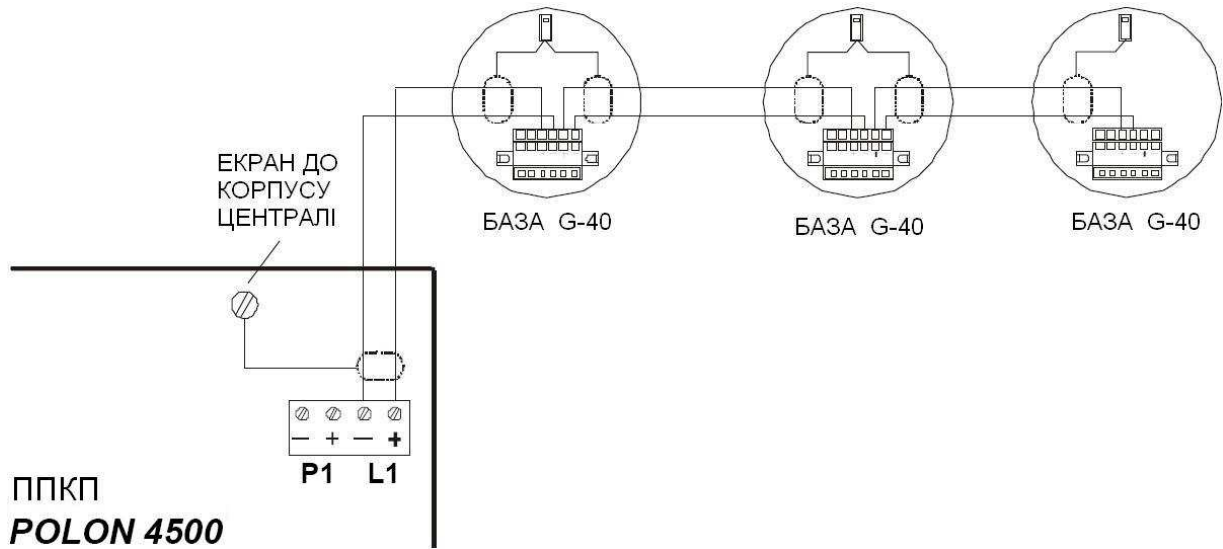 ЕКРАН ДО
КОРПУСУ
ЦЕНТРАЛІ
БАЗА G-40
БАЗА G-40
БАЗА G-40
— + — +
P1 L1
ППКП
POLON 4500